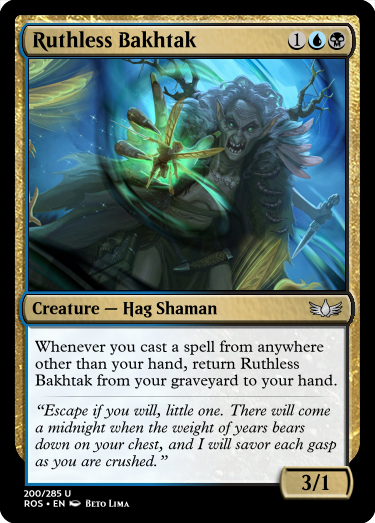 Ruthless Bakhtak 1
Creature — Hag Shaman
Whenever you cast a spell from anywhere
other than your hand, return Ruthless
Bakhtak from your graveyard to your hand.
“Escape if you will, little one. There will come
a midnight when the weight of years bears
down on your chest, and I will savor each gasp
as you are crushed.”
3/1
200/285 U
ROS • EN Beto Lima